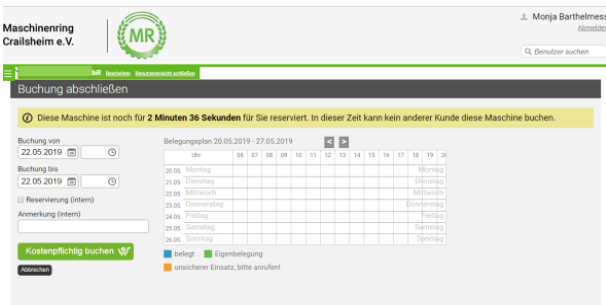 Maschinenring
Crailsheim e.V.
MR
Monja Barthelmess
Abmelden
Benutzer suchen
bR Bearbeiten Benutzeransicht schließen
Buchung abschließen
Diese Maschine ist noch für 2 Minuten 36 Sekunden für Sie reserviert. In dieser Zeit kann kein anderer Kunde diese Maschine buchen.
Buchung von
22.05.2019
Buchung bis
22.05.2019
Reservierung (intern)
Anmerkung (intern)
Kostenpflichtig buchen
Abbrechen
Belegungsplan 20.05.2019 - 27.05.2019 < >
Uhr 06 07 08 09 10 11 12 13 14 15 16 17 18 19
20.05. Montag Montag
21.05. Dienstag Dienstag
22.05. Mittwoch Mittwoch
23.05. Donnerstag Donnerstag
24.05. Freitag Freitag
25.05. Samstag Samstag
26.05. Sonntag Sonntag
belegt Eigenbelegung
unsicherer Einsatz, bitte anrufen!